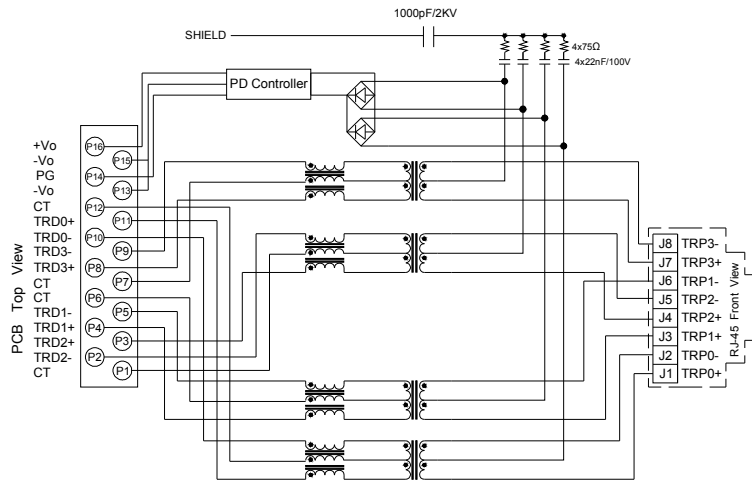 1000pF/2KV
SHIELD
4x75Ω
4x22nF/100V
PD Controller
PCB Top View
+Vo
-Vo
PG
-Vo
CT
TRD0+
TRD0-
TRD3-
TRD3+
CT
CT
TRD1-
TRD1+
TRD2+
TRD2-
CT
P16
P15
P14
P13
P12
P11
P10
P9
P8
P7
P6
P5
P4
P3
P2
P1
J8 TRP3-
J7 TRP3+
J6 TRP1-
J5 TRP2-
J4 TRP2+
J3 TRP1+
J2 TRP0-
J1 TRP0+
RJ-45 Front View